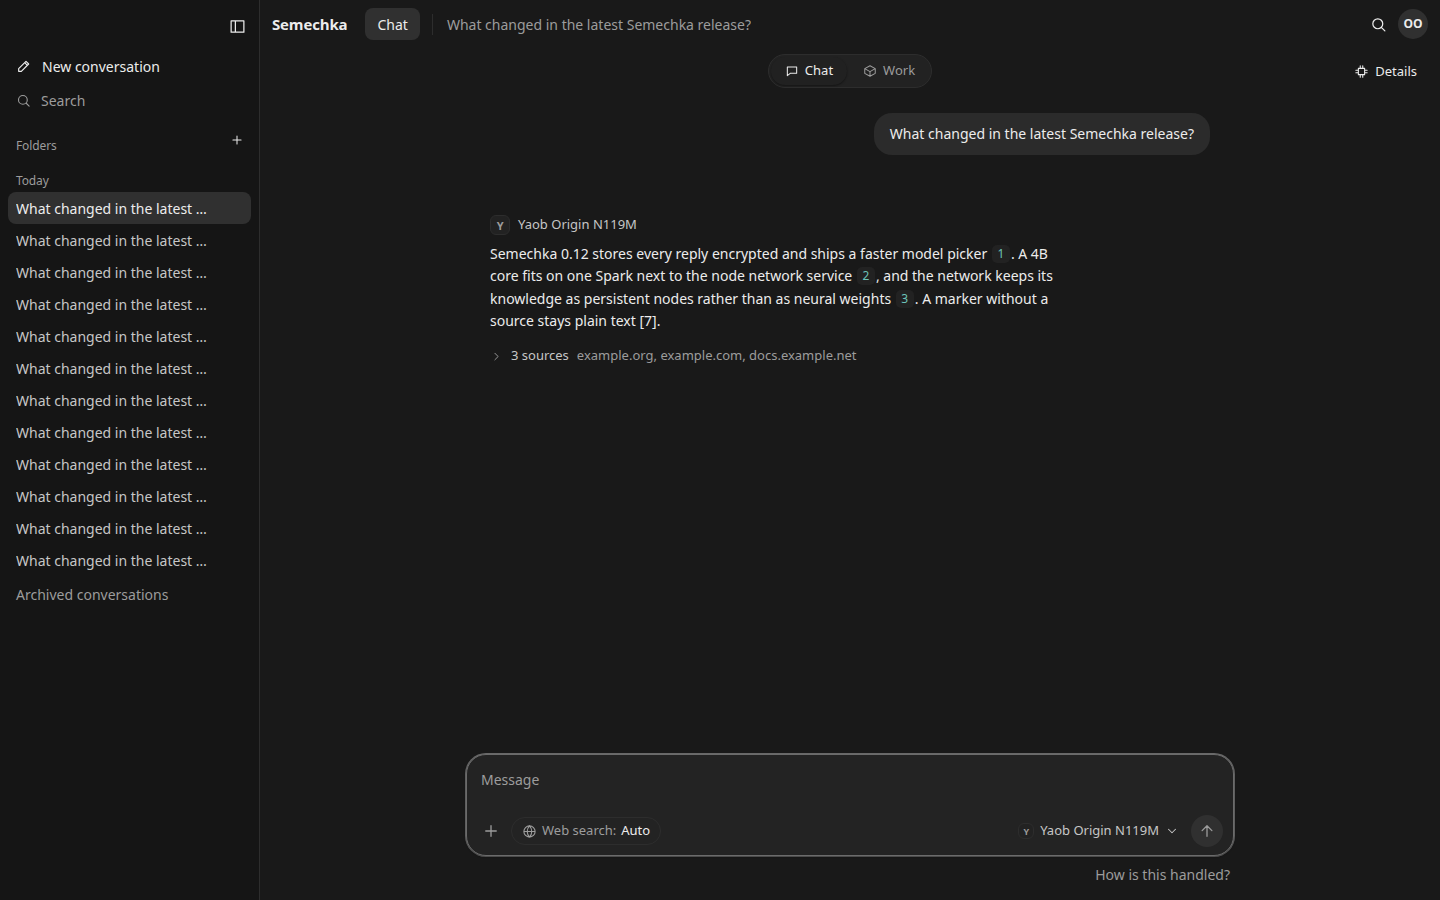 New conversation
Search
Folders
Today
What changed in the latest ...
What changed in the latest ...
What changed in the latest ...
What changed in the latest ...
What changed in the latest ...
What changed in the latest ...
What changed in the latest ...
What changed in the latest ...
What changed in the latest ...
What changed in the latest ...
What changed in the latest ...
What changed in the latest ...
Archived conversations
Semechka Chat What changed in the latest Semechka release? OO
Chat Work Details
What changed in the latest Semechka release?
Y Yaob Origin N119M
Semechka 0.12 stores every reply encrypted and ships a faster model picker 1. A 4B
core fits on one Spark next to the node network service 2, and the network keeps its
knowledge as persistent nodes rather than as neural weights 3. A marker without a
source stays plain text [7].
3 sources example.org, example.com, docs.example.net
Message
Web search: Auto Y Yaob Origin N119M
How is this handled?